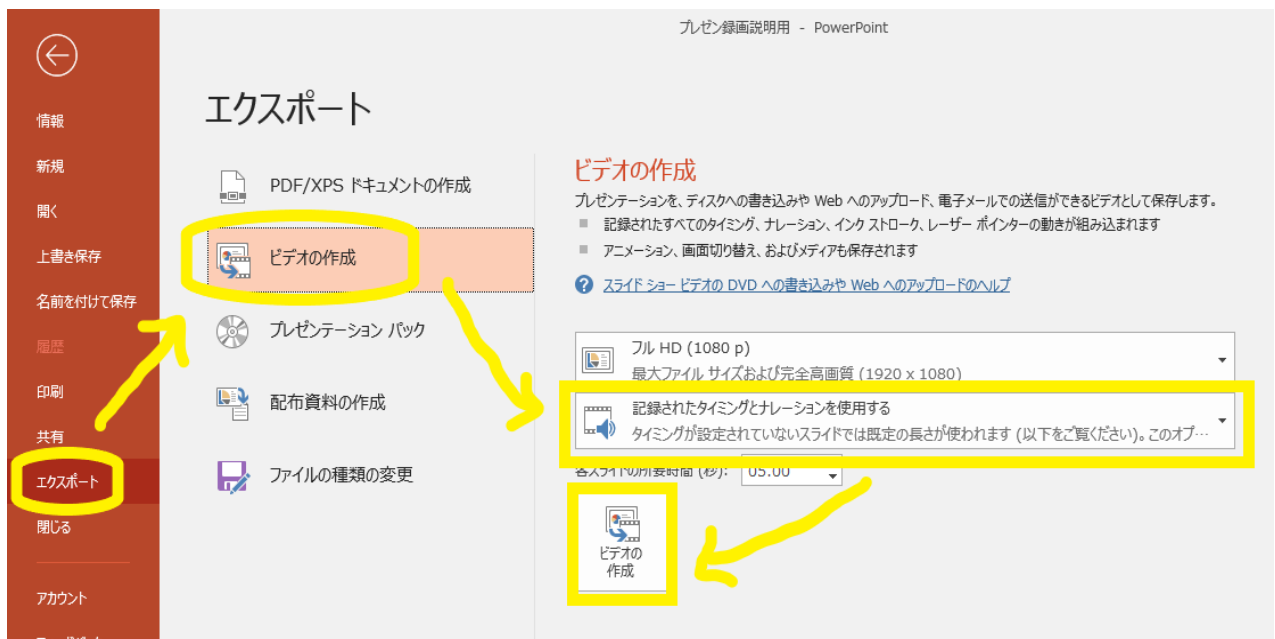 プレゼン録画説明用 - PowerPoint
情報
新規
開く
上書き保存
名前を付けて保存
履歴
印刷
共有
エクスポート
閉じる
アカウント
エクスポート
PDF/XPS ドキュメントの作成
ビデオの作成
プレゼンテーション パック
配布資料の作成
ファイルの種類の変更
ビデオの作成
プレゼンテーションを、ディスクへの書き込みや Web へのアップロード、電子メールでの送信ができるビデオとして保存します。
記録されたすべてのタイミング、ナレーション、インク ストローク、レーザー ポインターの動きが組み込まれます
アニメーション、画面切り替え、およびメディアも保存されます
スライド ショー ビデオの DVD への書き込みや Web へのアップロードのヘルプ
フル HD (1080 p)
最大ファイル サイズおよび完全高画質 (1920 x 1080)
記録されたタイミングとナレーションを使用する
タイミングが設定されていないスライドでは既定の長さが使われます (以下をご覧ください)。このオプ…
各スライドの所要時間 (秒): 05.00
ビデオの
作成